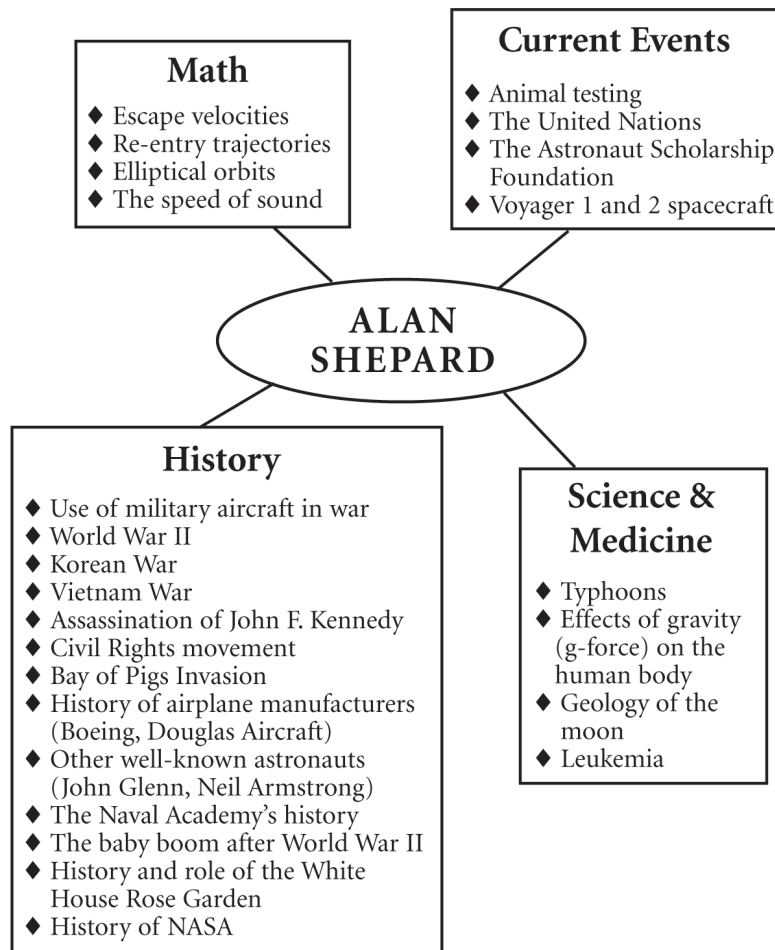 Math
◆ Escape velocities
◆ Re-entry trajectories
◆ Elliptical orbits
◆ The speed of sound
Current Events
◆ Animal testing
◆ The United Nations
◆ The Astronaut Scholarship
Foundation
◆ Voyager 1 and 2 spacecraft
ALAN
SHEPARD
History
◆ Use of military aircraft in war
◆ World War II
◆ Korean War
◆ Vietnam War
◆ Assassination of John F. Kennedy
◆ Civil Rights movement
◆ Bay of Pigs Invasion
◆ History of airplane manufacturers
(Boeing, Douglas Aircraft)
◆ Other well-known astronauts
(John Glenn, Neil Armstrong)
◆ The Naval Academy’s history
◆ The baby boom after World War II
◆ History and role of the White
House Rose Garden
◆ History of NASA
Science &
Medicine
◆ Typhoons
◆ Effects of gravity
(g-force) on the
human body
◆ Geology of the
moon
◆ Leukemia